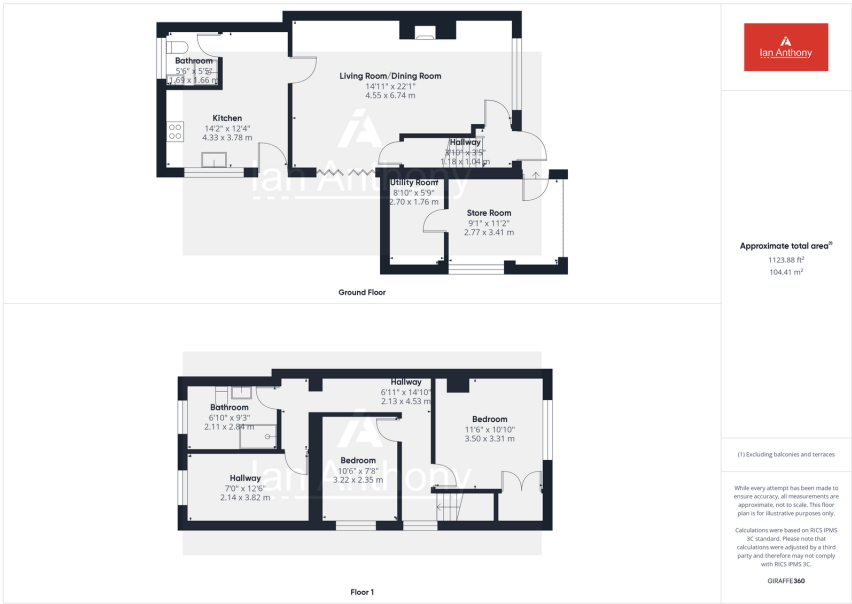 Bathroom
5'6" x 5'5"
1.69 x 1.66 m
Living Room/Dining Room
14'11" x 22'1"
4.55 x 6.74 m
Kitchen
14'2" x 12'4"
4.33 x 3.78 m
Hallway
3'10" x 3'5"
1.18 x 1.04 m
Ian Anthony
Utility Room
8'10" x 5'9"
2.70 x 1.76 m
Store Room
9'1" x 11'2"
2.77 x 3.41 m
Ground Floor
Hallway
6'11" x 14'10"
2.13 x 4.53 m
Bathroom
6'10" x 9'3"
2.11 x 2.84 m
Bedroom
11'6" x 10'10"
3.50 x 3.31 m
Bedroom
10'6" x 7'8"
3.22 x 2.35 m
Hallway
7'0" x 12'6"
2.14 x 3.82 m
Ian Anthony
Floor 1
Ian Anthony
Approximate total area(1)
1123.88 ft²
104.41 m²
(1) Excluding balconies and terraces
While every attempt has been made to
ensure accuracy, all measurements are
approximate, not to scale. This floor
plan is for illustrative purposes only.
Calculations were based on RICS IPMS
3C standard. Please note that
calculations were adjusted by a third
party and therefore may not comply
with RICS IPMS 3C.
GIRAFFE360